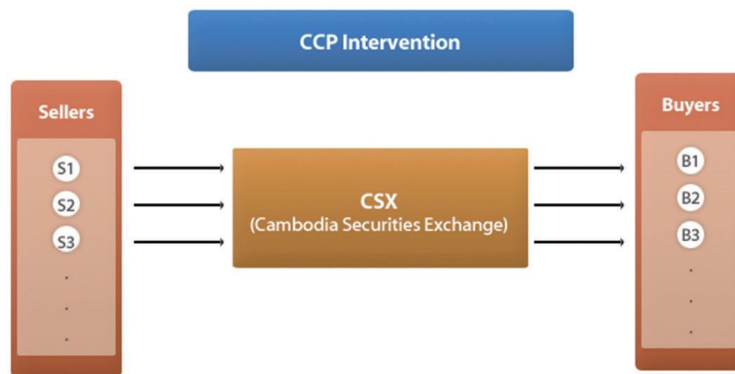 CCP Intervention
Sellers
S1
S2
S3
.
.
.
CSX
(Cambodia Securities Exchange)
Buyers
B1
B2
B3
.
.
.